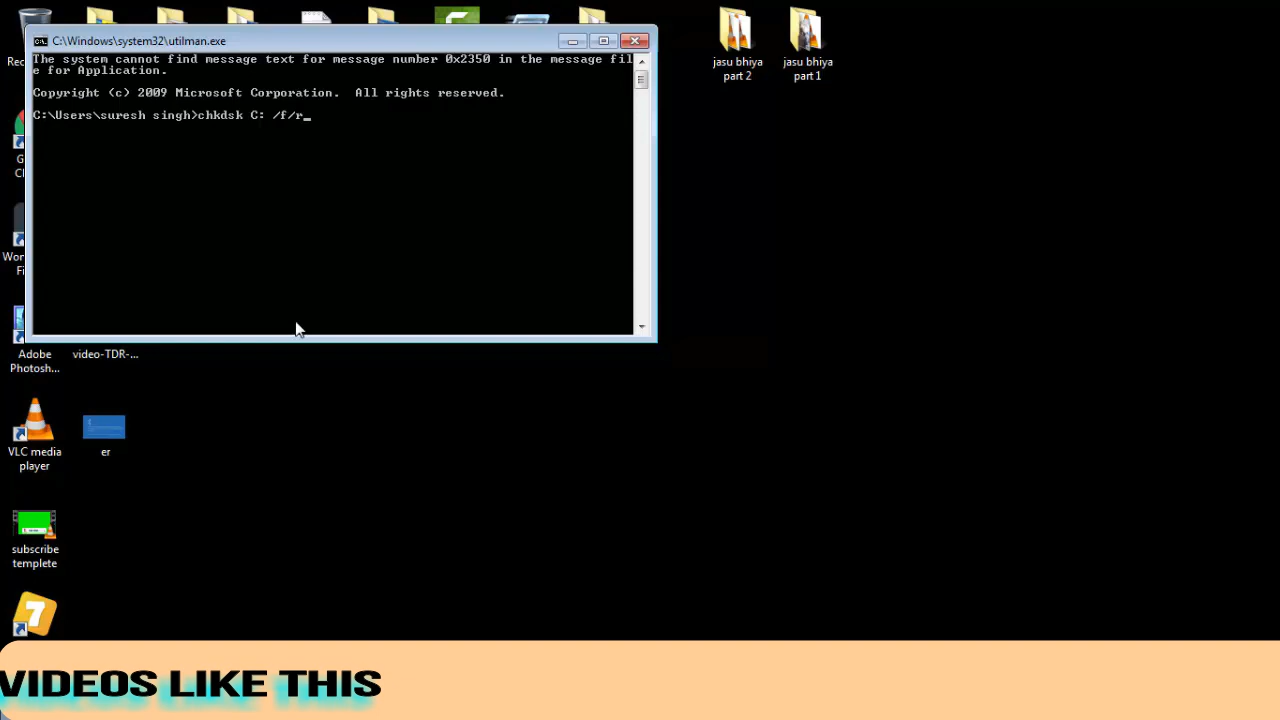 C:\Windows\system32\utilman.exe
The system cannot find message text for message number 0x2350 in the message fil
e for Application.
Copyright (c) 2009 Microsoft Corporation.  All rights reserved.
C:\Users\suresh singh>chkdsk C: /f/r_
jasu bhiya
part 2
jasu bhiya
part 1
Adobe
Photosh...
video-TDR-...
VLC media
player
er
subscribe
templete
7
VIDEOS LIKE THIS